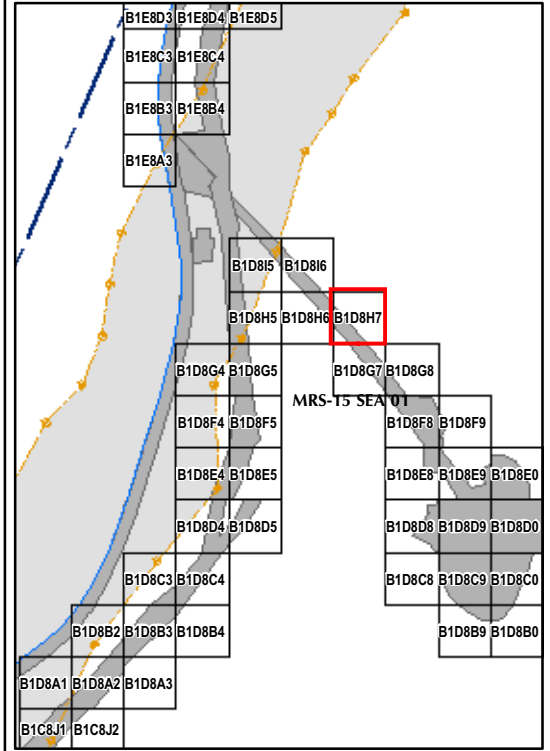 B1E8D3 B1E8D4 B1E8D5
B1E8C3 B1E8C4
B1E8B3 B1E8B4
B1E8A3
B1D8I5 B1D8I6
B1D8H5 B1D8H6 B1D8H7
B1D8G4 B1D8G5 B1D8G7 B1D8G8
MRS-15 SEA 01
B1D8F4 B1D8F5 B1D8F8 B1D8F9
B1D8E4 B1D8E5 B1D8E8 B1D8E9 B1D8E0
B1D8D4 B1D8D5 B1D8D8 B1D8D9 B1D8D0
B1D8C3 B1D8C4 B1D8C8 B1D8C9 B1D8C0
B1D8B2 B1D8B3 B1D8B4 B1D8B9 B1D8B0
B1D8A1 B1D8A2 B1D8A3
B1C8J1 B1C8J2